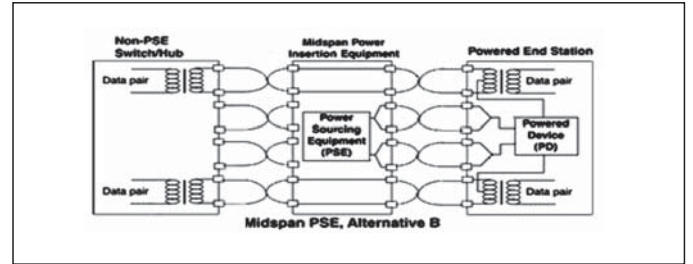 Non-PSE
Switch/Hub
Midspan Power
Insertion Equipment
Powered End Station
Data pair
Data pair
Power
Sourcing
Equipment
(PSE)
Powered
Device
(PD)
Data pair
Data pair
Midspan PSE, Alternative B